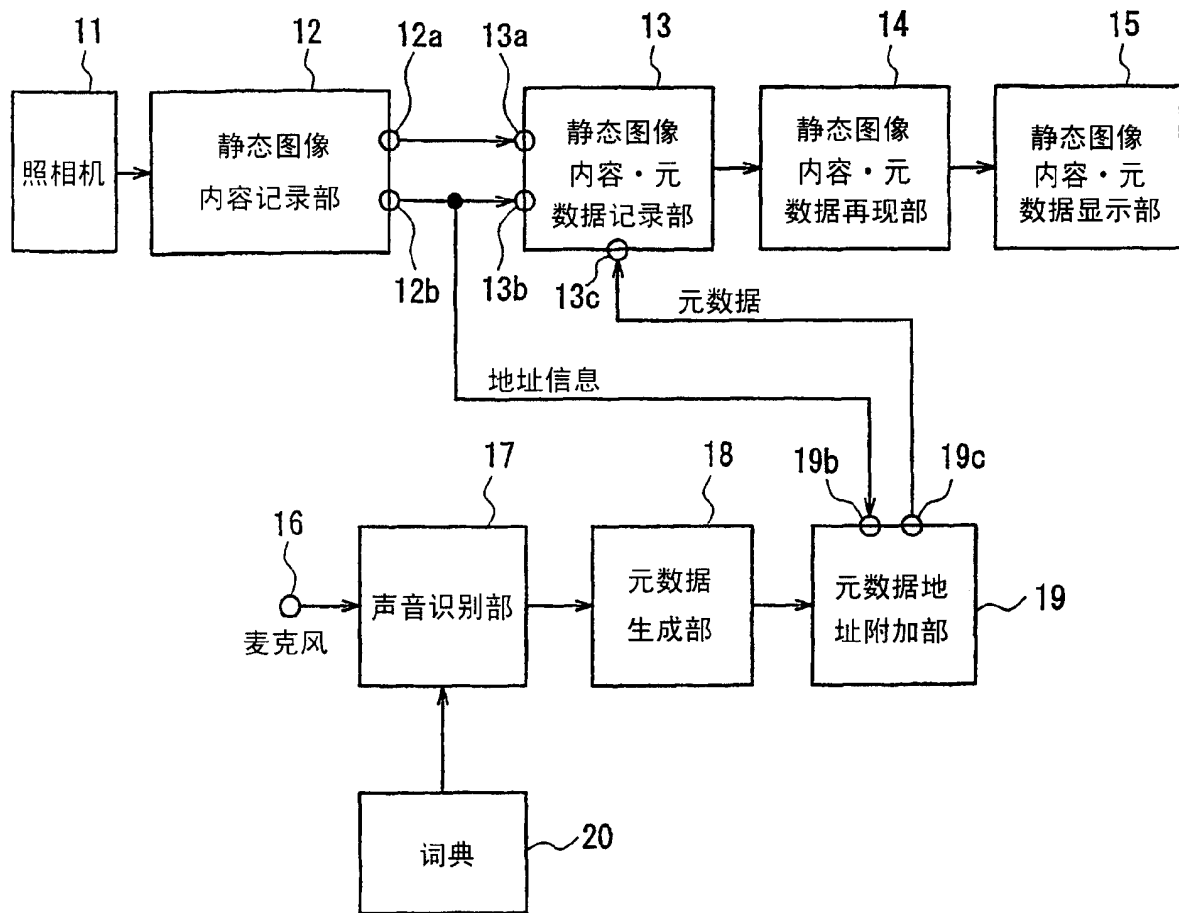 11
12
12a
13a
13
14
15
照相机
静态图像
内容记录部
静态图像
内容・元
数据记录部
静态图像
内容・元
数据再现部
静态图像
内容・元
数据显示部
12b
13b
13c
元数据
地址信息
16
麦克风
17
声音识别部
18
元数据
生成部
19b
19c
元数据地
址附加部
19
词典
20